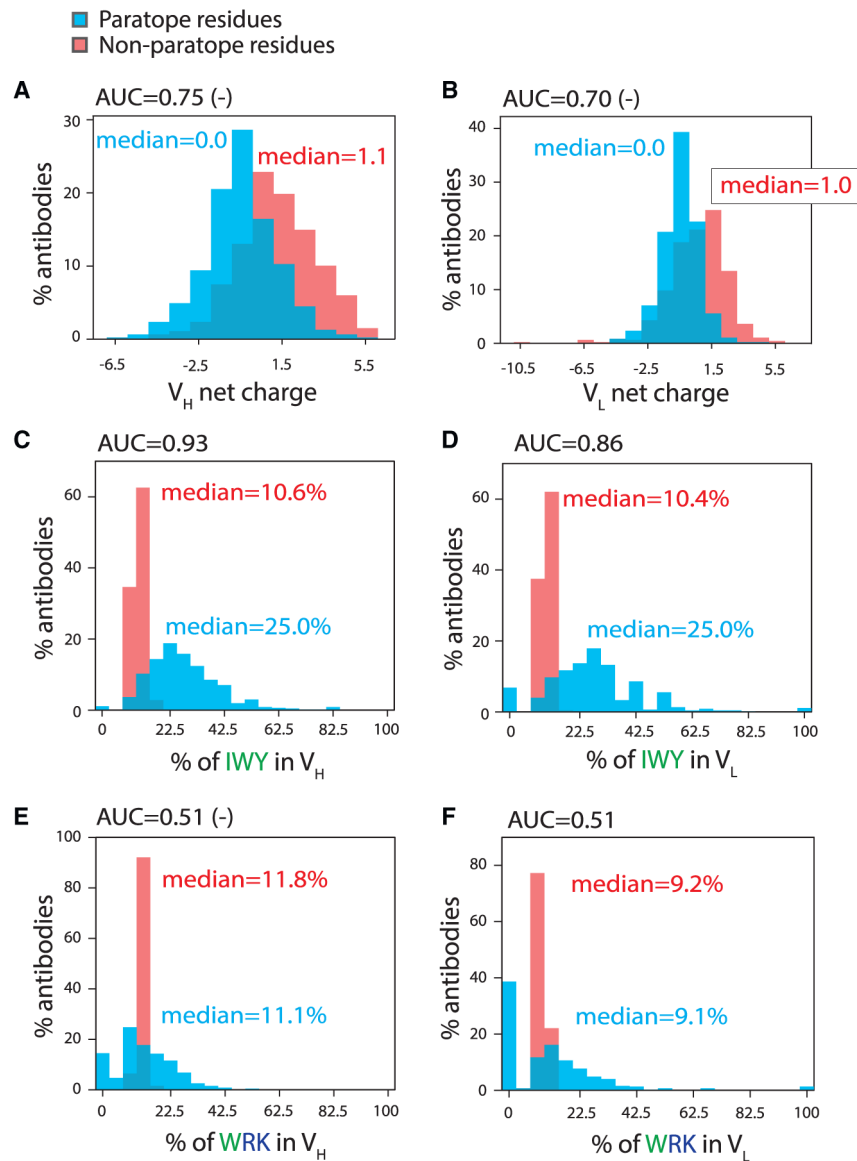 Paratope residues
Non-paratope residues
A
AUC=0.75 (-)
median=0.0
median=1.1
% antibodies
30
20
10
0
-6.5 -2.5 1.5 5.5
VH net charge
B
AUC=0.70 (-)
median=0.0
median=1.0
% antibodies
40
30
20
10
0
-10.5 -6.5 -2.5 1.5 5.5
VL net charge
C
AUC=0.93
median=10.6%
median=25.0%
% antibodies
60
40
20
0
0 22.5 42.5 62.5 82.5 100
% of IWY in VH
D
AUC=0.86
median=10.4%
median=25.0%
% antibodies
60
40
20
0
0 22.5 42.5 62.5 82.5 100
% of IWY in VL
E
AUC=0.51 (-)
median=11.8%
median=11.1%
% antibodies
100
80
60
40
20
0
0 22.5 42.5 62.5 82.5 100
% of WRK in VH
F
AUC=0.51
median=9.2%
median=9.1%
% antibodies
80
60
40
20
0
0 22.5 42.5 62.5 82.5 100
% of WRK in VL